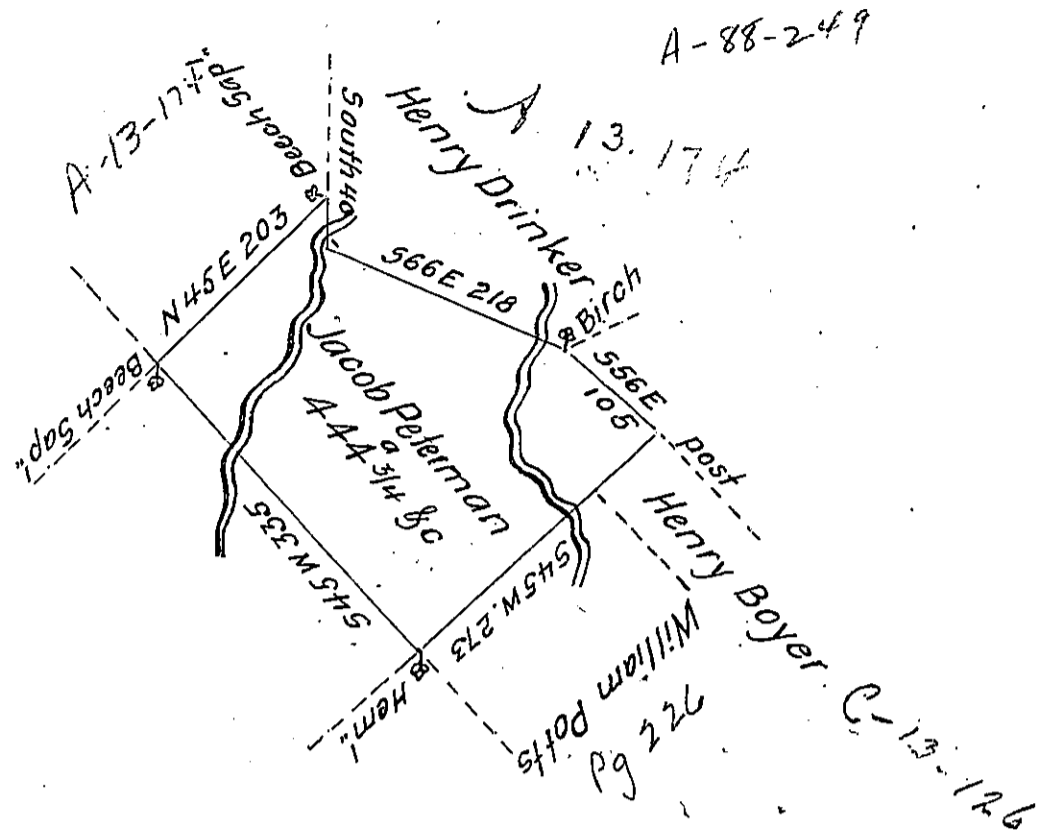 A-88-249
A-13-174
Beech Sap."
South 40
Henry Drinker
13. 174
N45E 203
S66E 218
Birch
S56E
105
post
Beech Sap."
Jacob Peterman
a
444 3/4 &c
S45W 335
S45W. 273
Hem."
Henry Boyer. C-13-126
William Potts
pg 226